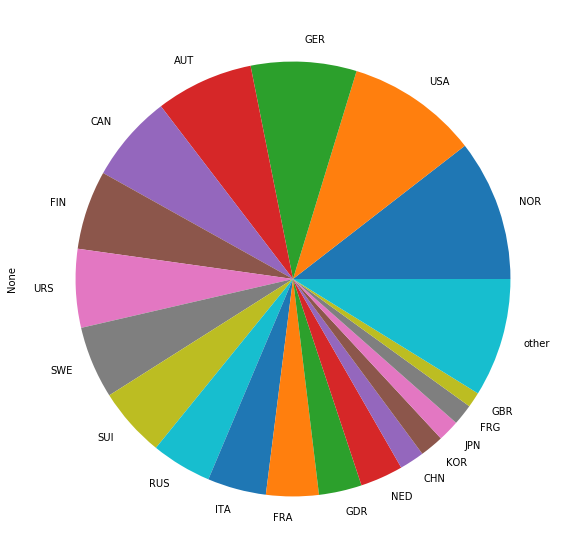 GER
AUT
USA
CAN
NOR
FIN
None
URS
other
SWE
GBR
FRG
SUI
JPN
KOR
RUS
CHN
NED
ITA
GDR
FRA